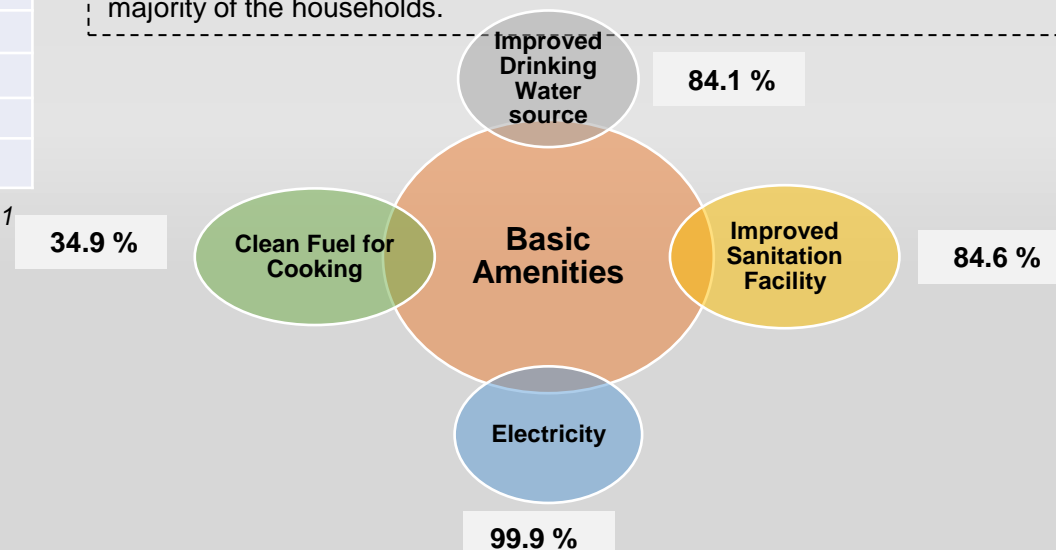 majority of the households.
Improved
Drinking
Water
source
84.1 %
1
34.9 %
Clean Fuel for
Cooking
Basic
Amenities
Improved
Sanitation
Facility
84.6 %
Electricity
99.9 %